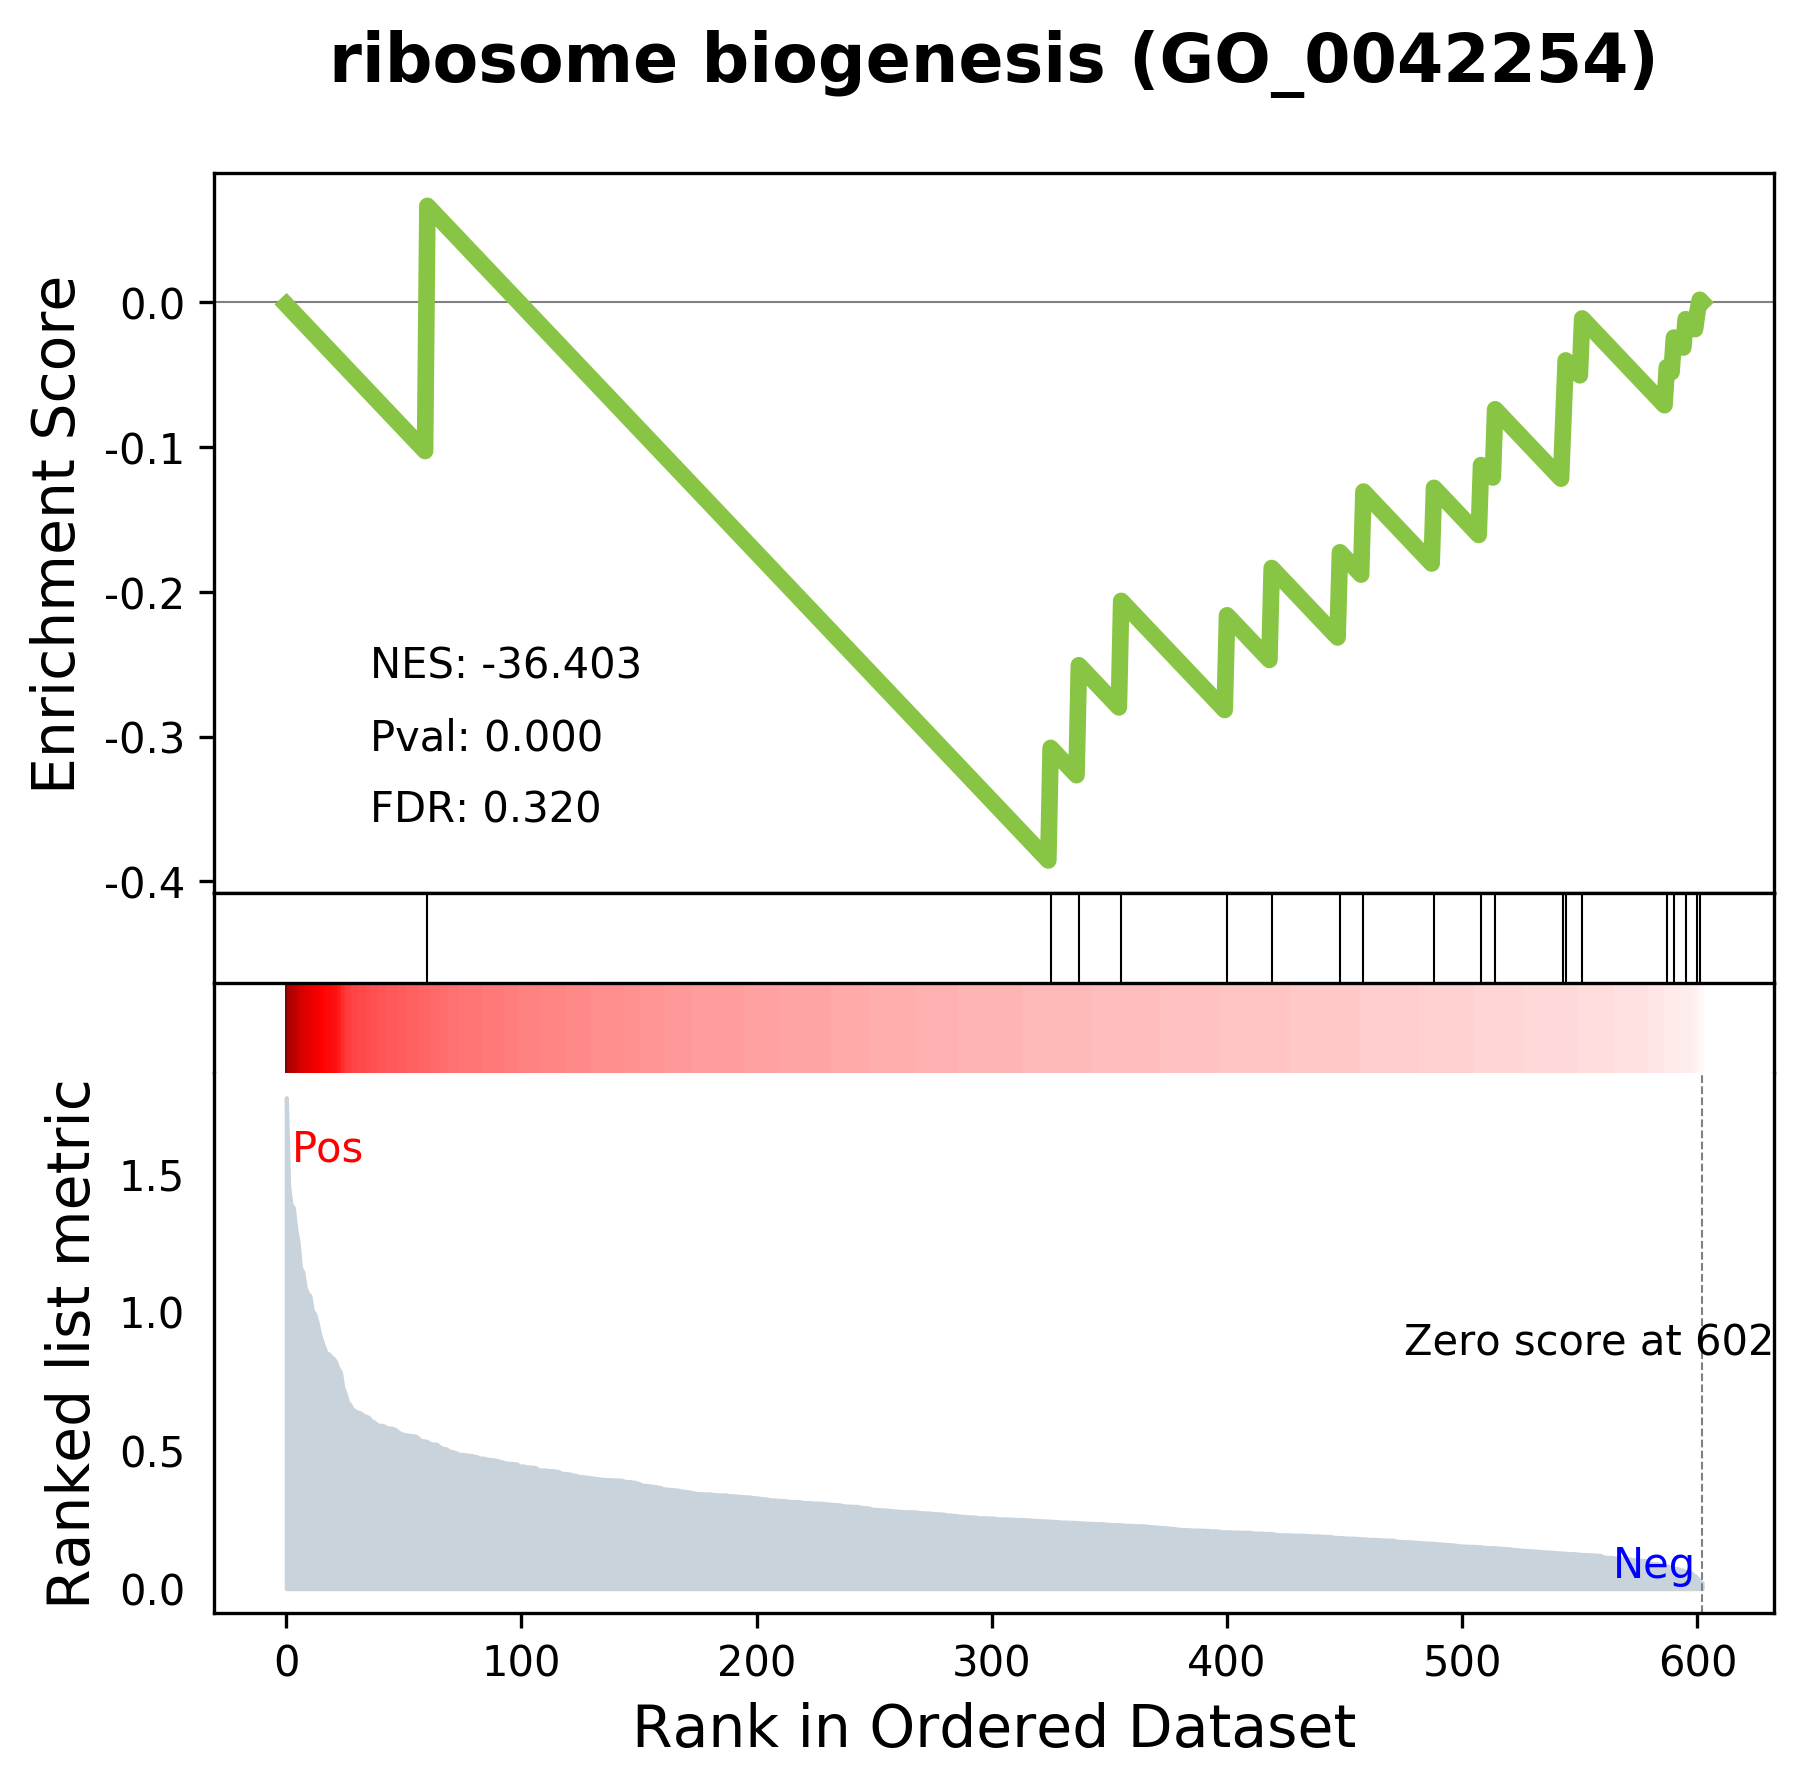 ribosome biogenesis (GO_0042254)
Enrichment Score
0.0
-0.1
-0.2
-0.3
-0.4
NES: -36.403
Pval: 0.000
FDR: 0.320
Ranked list metric
1.5
1.0
0.5
0.0
Pos
Zero score at 602
Neg
0 100 200 300 400 500 600
Rank in Ordered Dataset